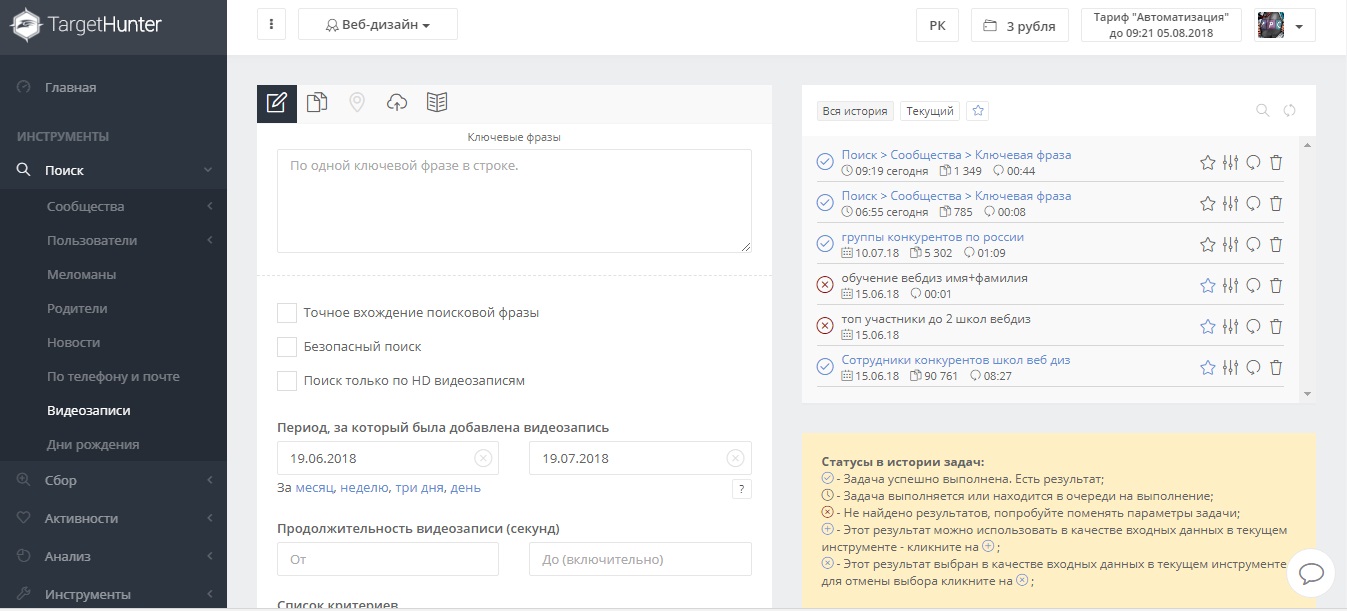 TargetHunter
Веб-дизайн
РК
3 рубля
Тариф "Автоматизация"
до 09:21 05.08.2018
Главная
ИНСТРУМЕНТЫ
Поиск
Сообщества
Пользователи
Меломаны
Родители
Новости
По телефону и почте
Видеозаписи
Дни рождения
Сбор
Активности
Анализ
Инструменты
Ключевые фразы
По одной ключевой фразе в строке.
Точное вхождение поисковой фразы
Безопасный поиск
Поиск только по HD видеозаписям
Период, за который была добавлена видеозапись
19.06.2018
19.07.2018
За месяц, неделю, три дня, день
?
Продолжительность видеозаписи (секунд)
От
До (включительно)
Список критериев
Вся история
Текущий
Поиск > Сообщества > Ключевая фраза
09:19 сегодня 1 349 00:44
Поиск > Сообщества > Ключевая фраза
06:55 сегодня 785 00:08
группы конкурентов по россии
10.07.18 5 302 01:09
обучение вебдиз имя+фамилия
15.06.18 00:01
топ участники до 2 школ вебдиз
15.06.18
Сотрудники конкурентов школ веб диз
15.06.18 90 761 08:27
Статусы в истории задач:
- Задача успешно выполнена. Есть результат;
- Задача выполняется или находится в очереди на выполнение;
- Не найдено результатов, попробуйте поменять параметры задачи;
- Этот результат можно использовать в качестве входных данных в текущем
инструменте - кликните на ;
- Этот результат выбран в качестве входных данных в текущем инструменте
для отмены выбора кликните на ;